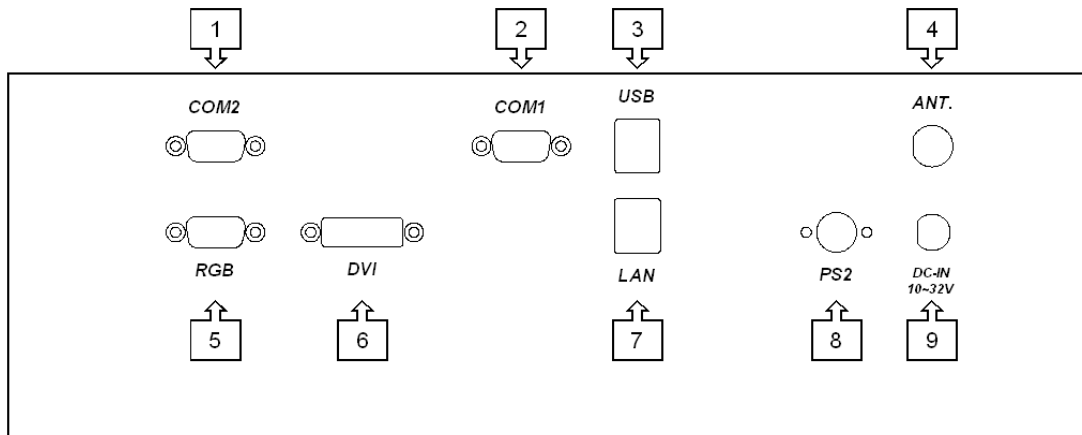 1 2 3 4
COM2 COM1 USB ANT.
RGB DVI LAN PS2 DC-IN
10~32V
5 6 7 8 9